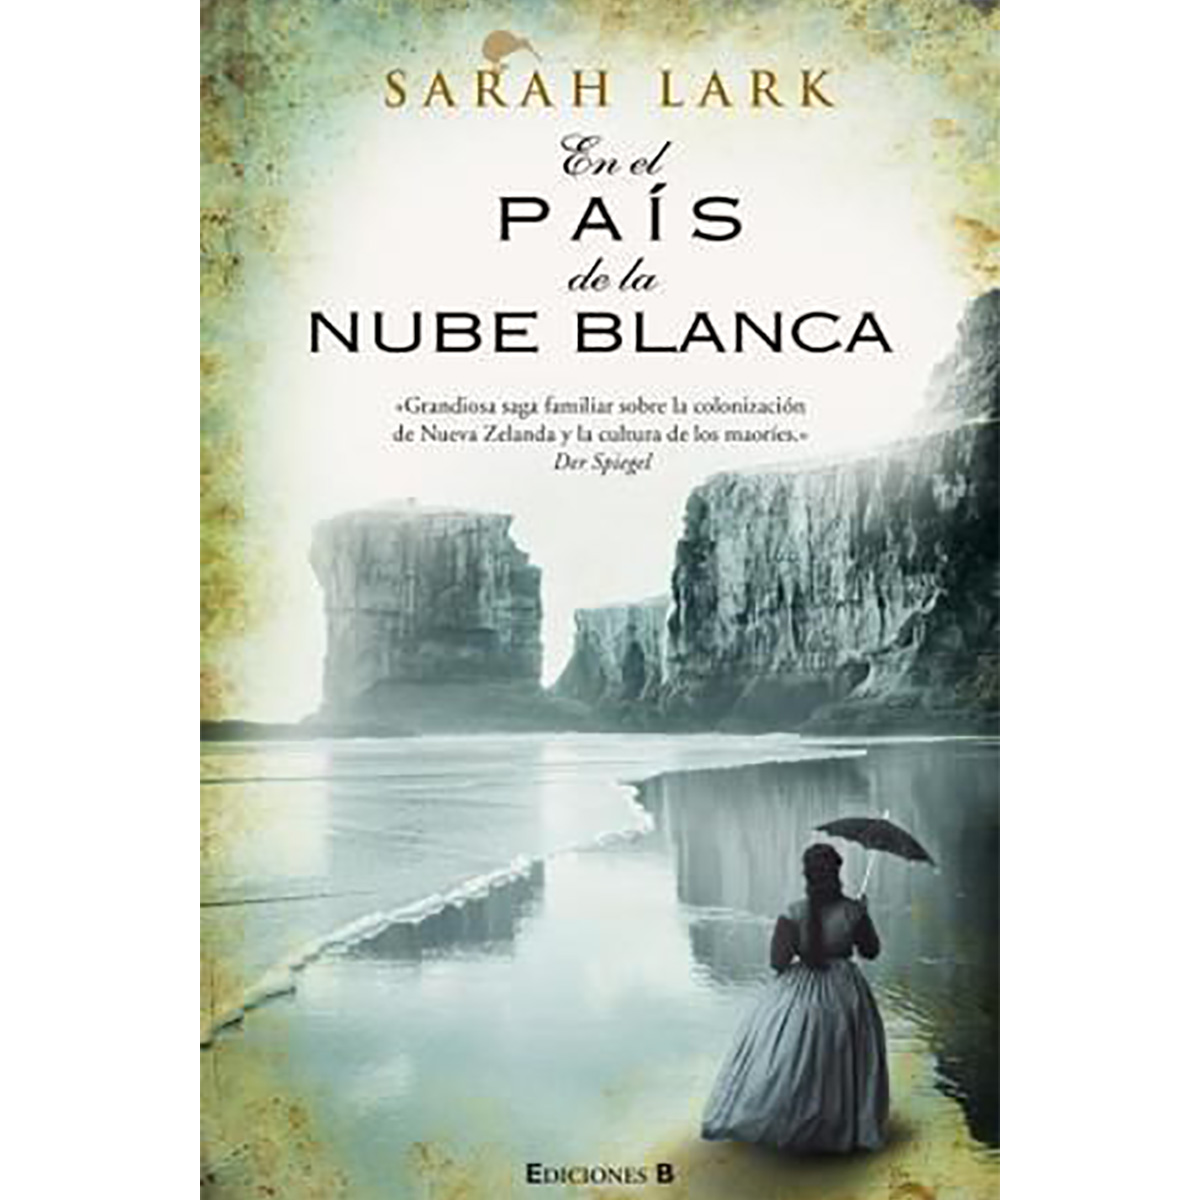 SARAH LARK
En el
PAÍS
de la
NUBE BLANCA
«Grandiosa saga familiar sobre la colonización
de Nueva Zelanda y la cultura de los maoríes.»
Der Spiegel
EDICIONES B